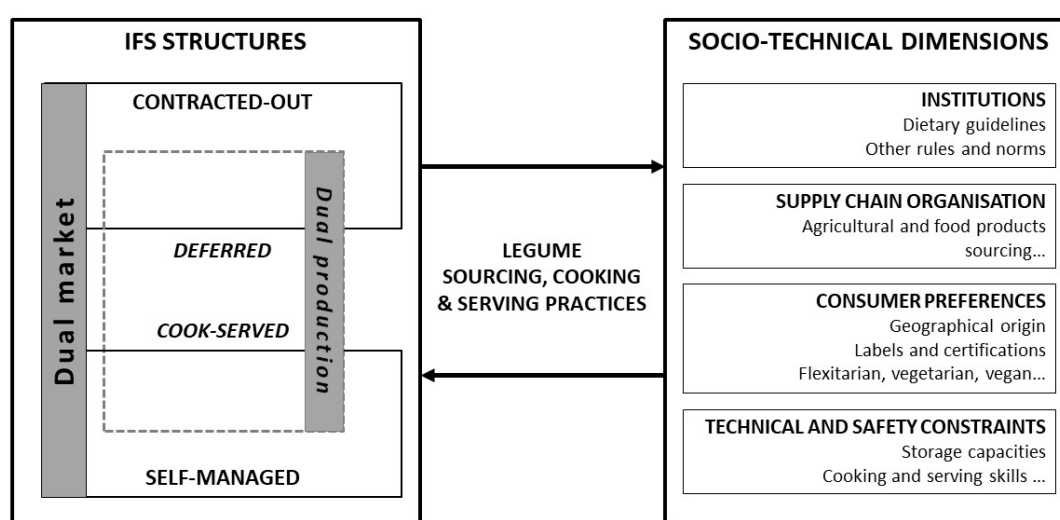 IFS STRUCTURES
CONTRACTED-OUT
Dual market
Dual production
DEFERRED
COOK-SERVED
SELF-MANAGED
LEGUME
SOURCING, COOKING
& SERVING PRACTICES
SOCIO-TECHNICAL DIMENSIONS
INSTITUTIONS
Dietary guidelines
Other rules and norms
SUPPLY CHAIN ORGANISATION
Agricultural and food products
sourcing...
CONSUMER PREFERENCES
Geographical origin
Labels and certifications
Flexitarian, vegetarian, vegan...
TECHNICAL AND SAFETY CONSTRAINTS
Storage capacities
Cooking and serving skills ...